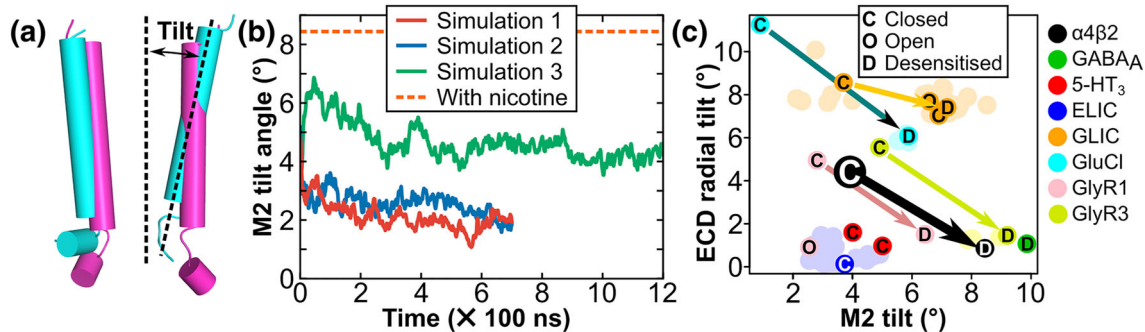 (a)
Tilt
(b)
M2 tilt angle (°)
8
6
4
2
0
Simulation 1
Simulation 2
Simulation 3
With nicotine
0 2 4 6 8 10 12
Time (✕ 100 ns)
(c)
ECD radial tilt (°)
10
8
6
4
2
0
C Closed
O Open
D Desensitised
C
C
O
D
O
D
C
C
C
D
D
D
D
O
C
C
C
2 4 6 8 10
M2 tilt (°)
α4β2
GABAA
5-HT3
ELIC
GLIC
GluCl
GlyR1
GlyR3